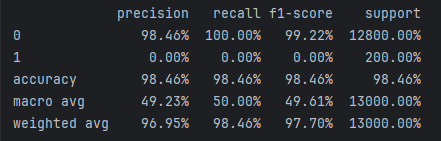 precision recall f1-score support
0 98.46% 100.00% 99.22% 12800.00%
1 0.00% 0.00% 0.00% 200.00%
accuracy 98.46% 98.46% 98.46% 98.46%
macro avg 49.23% 50.00% 49.61% 13000.00%
weighted avg 96.95% 98.46% 97.70% 13000.00%